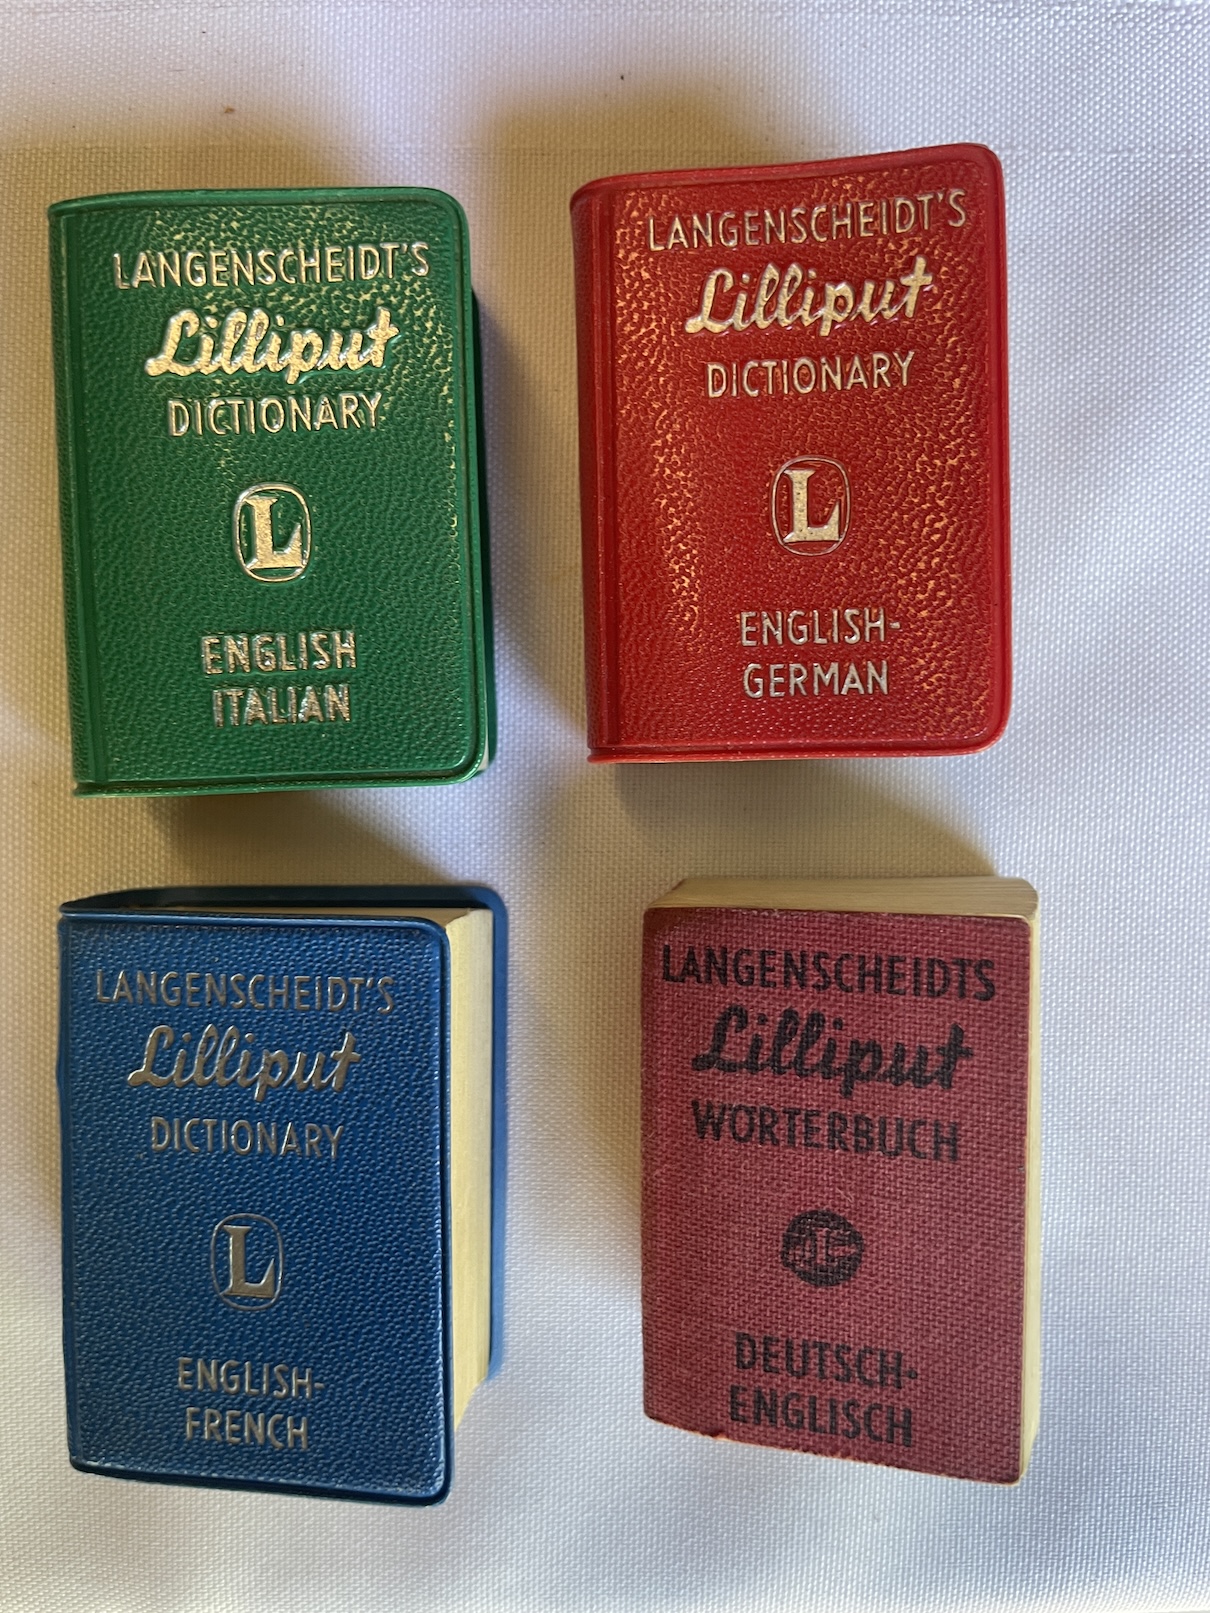 LANGENSCHEIDT'S
Lilliput
DICTIONARY
L
ENGLISH
ITALIAN
LANGENSCHEIDT'S
Lilliput
DICTIONARY
L
ENGLISH-
GERMAN
LANGENSCHEIDT'S
Lilliput
DICTIONARY
L
ENGLISH-
FRENCH
LANGENSCHEIDTS
Lilliput
WÖRTERBUCH
DEUTSCH-
ENGLISCH